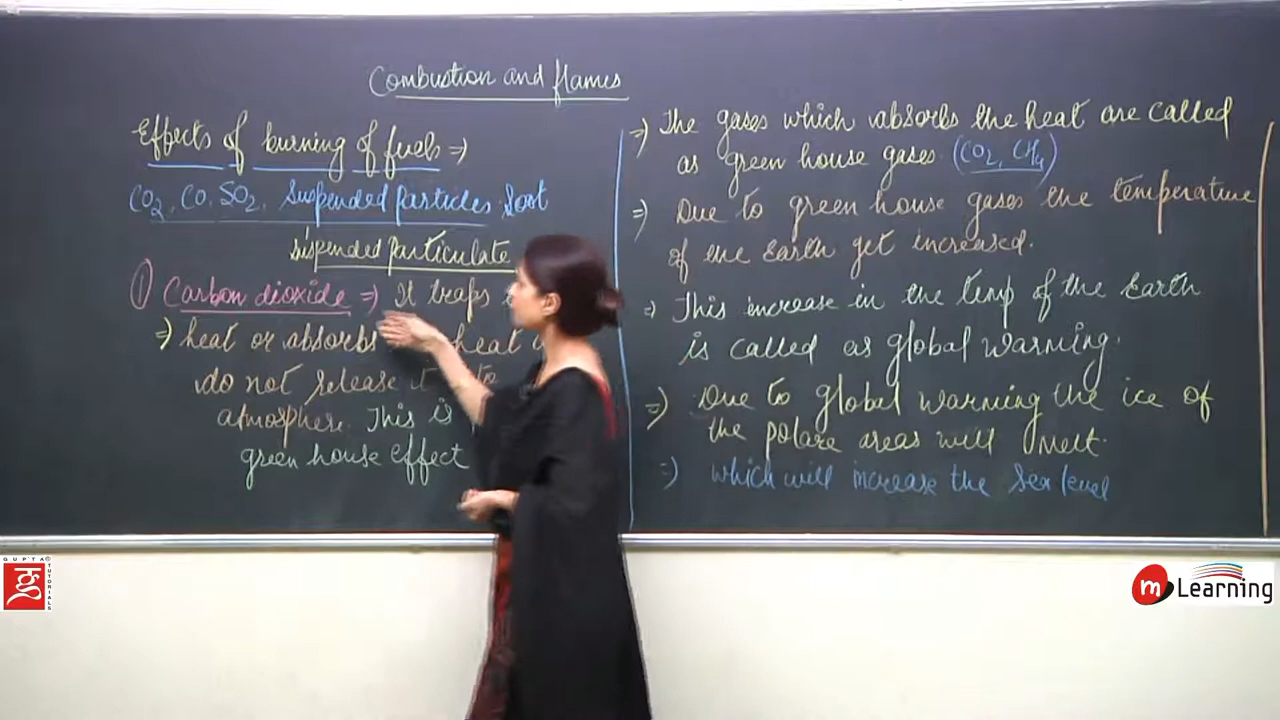 Combustion and flames
Effects of burning of fuels =>
CO2, CO, SO2, Suspended Particles Soot
suspended particulate
① Carbon dioxide => It traps
=> heat or absorbs heat
do not release it to
atmosphere. This is
green house effect
=> The gases which absorbs the heat are called
as green house gases (CO2, CH4)
=> Due to green house gases the temperature
of the Earth get increased.
=> This increase in the temp of the Earth
is called as global warming.
=> Due to global warming the ice of
the polare areas will melt.
=> which will increase the sea level
GUPTA TUTORIALS
m Learning